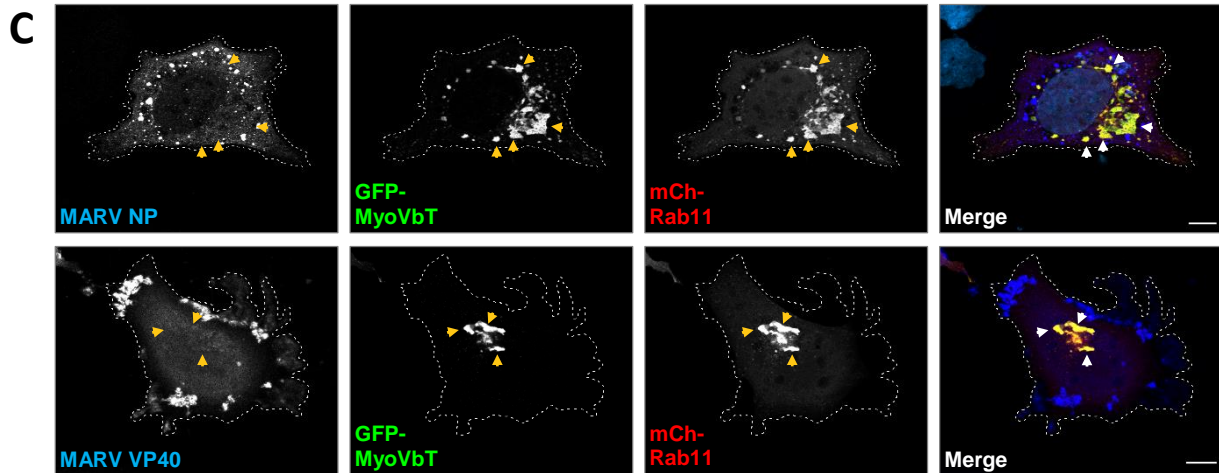 C
MARV NP
GFP-
MyoVbT
mCh-
Rab11
Merge
MARV VP40
GFP-
MyoVbT
mCh-
Rab11
Merge